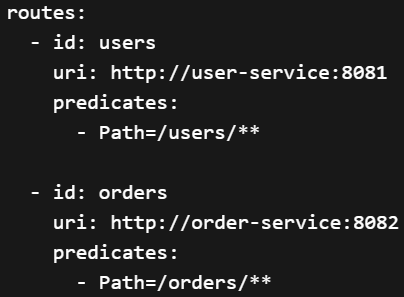 routes:
  - id: users
    uri: http://user-service:8081
    predicates:
      - Path=/users/**

  - id: orders
    uri: http://order-service:8082
    predicates:
      - Path=/orders/**